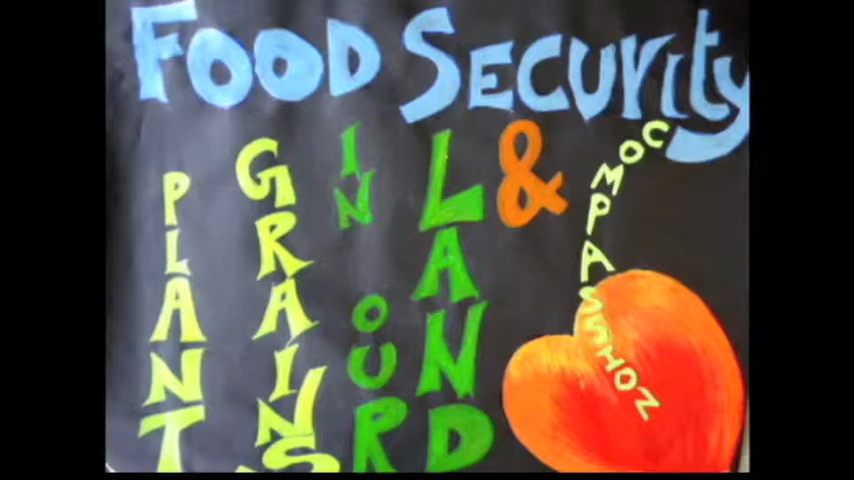 FOOD SECURITY
PLANT
GRAINS
IN OUR
LAND
&
COMPASSION